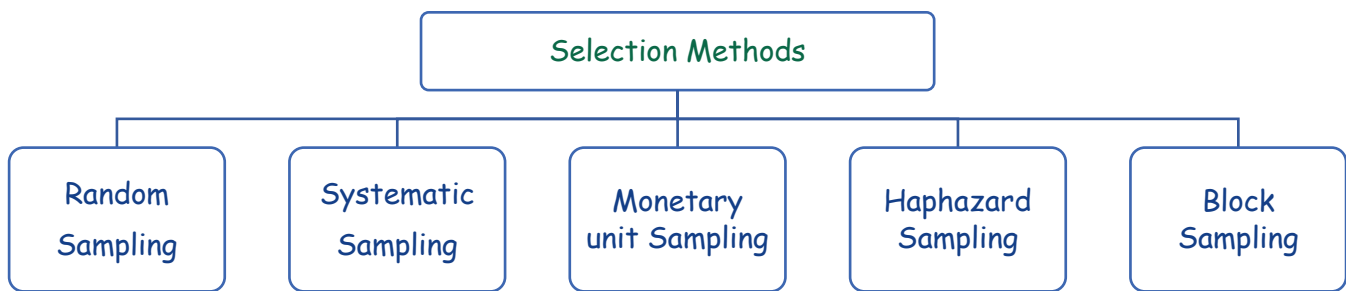 Selection Methods
Random
Sampling
Systematic
Sampling
Monetary
unit Sampling
Haphazard
Sampling
Block
Sampling